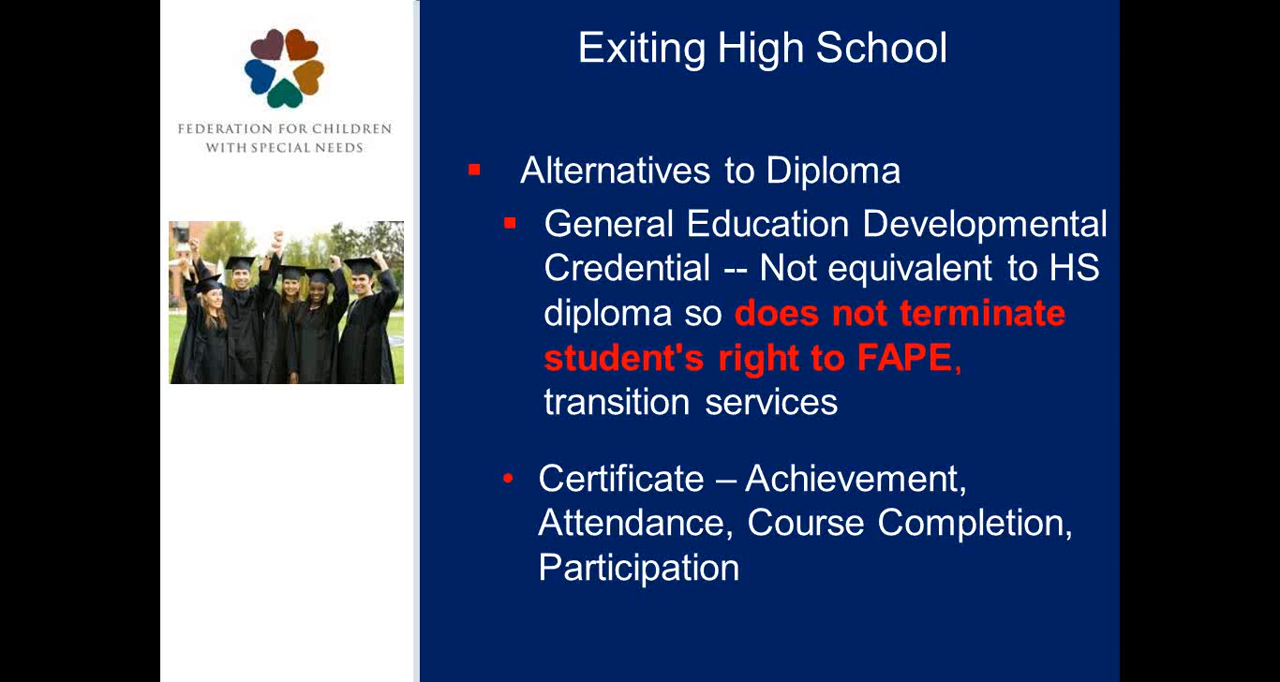 FEDERATION FOR CHILDREN
WITH SPECIAL NEEDS
Exiting High School
Alternatives to Diploma
General Education Developmental
Credential -- Not equivalent to HS
diploma so does not terminate
student's right to FAPE,
transition services
Certificate – Achievement,
Attendance, Course Completion,
Participation